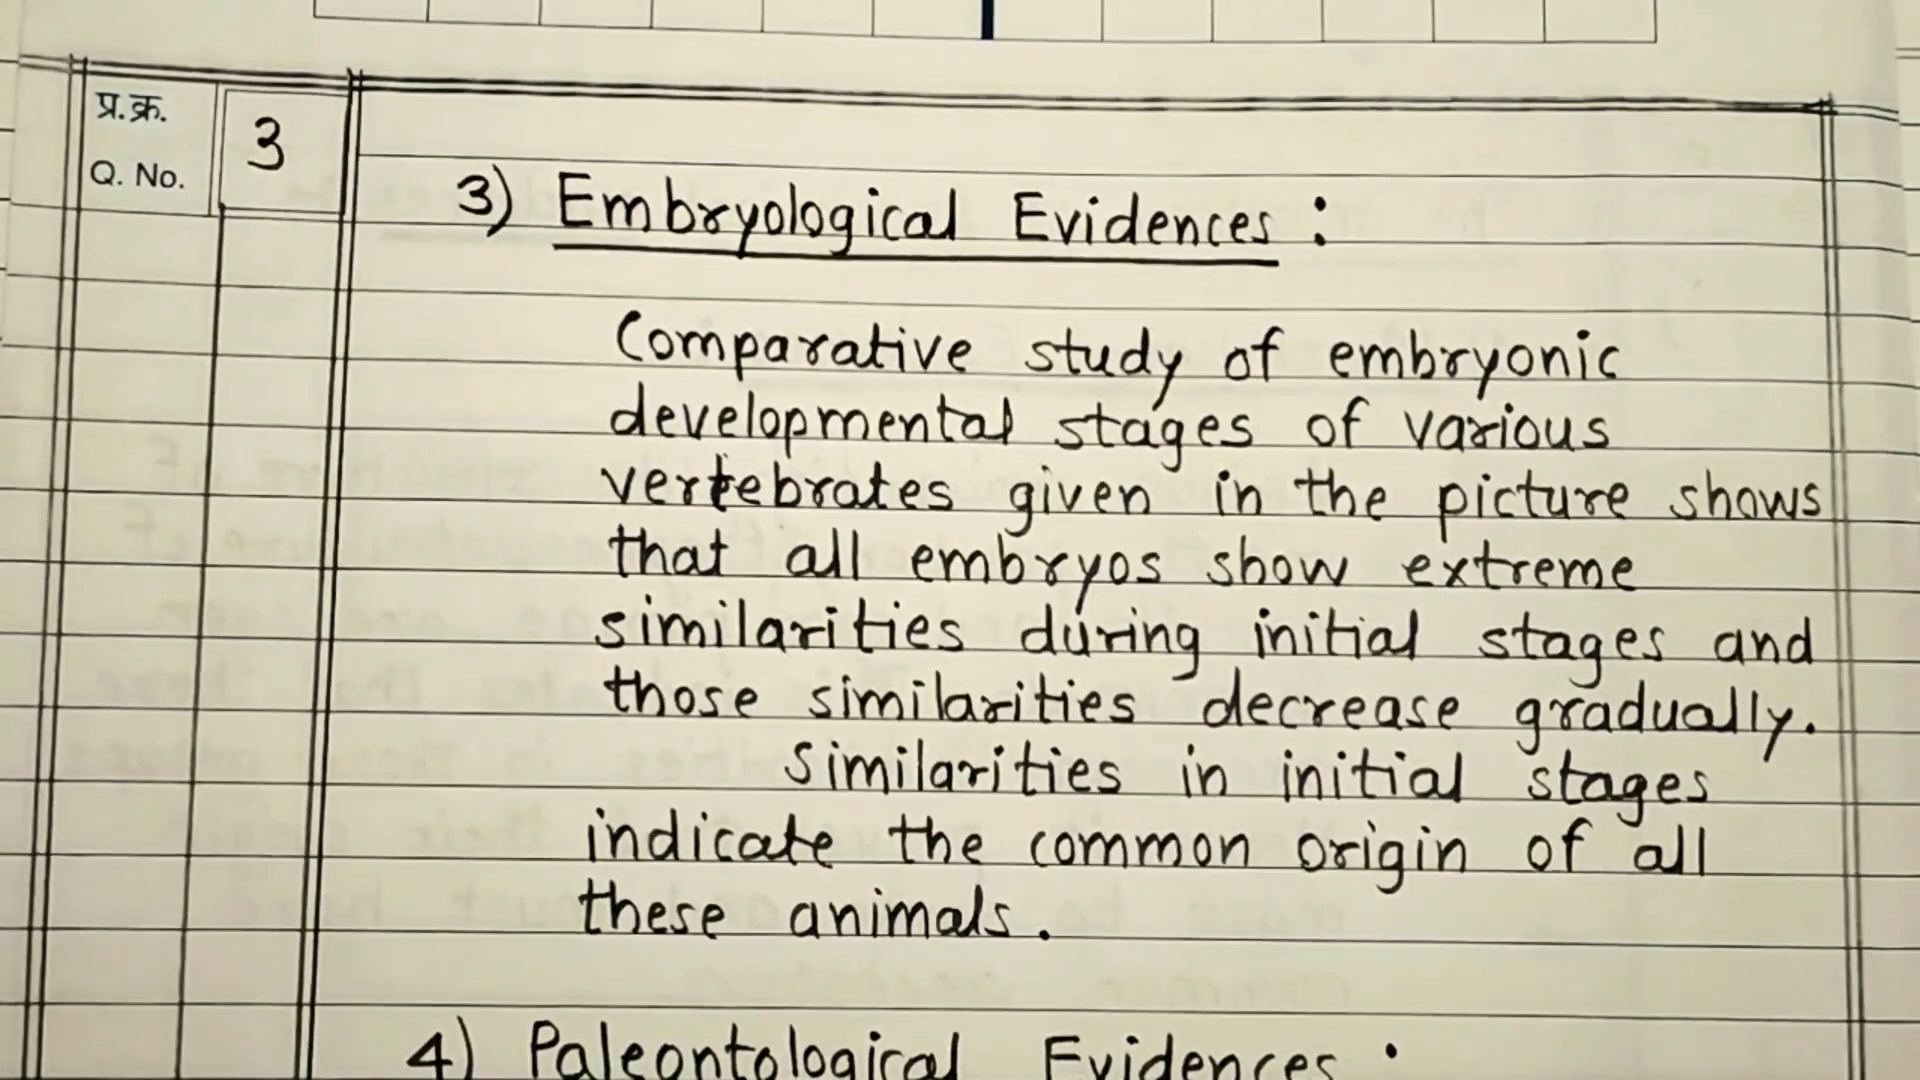 प्र.क्र.
Q. No.
3
3) Embryological Evidences :
Comparative study of embryonic
developmental stages of various
vertebrates given in the picture shows
that all embryos show extreme
similarities during initial stages and
those similarities decrease gradually.
Similarities in initial stages
indicate the common origin of all
these animals.
4) Paleontological Evidences :